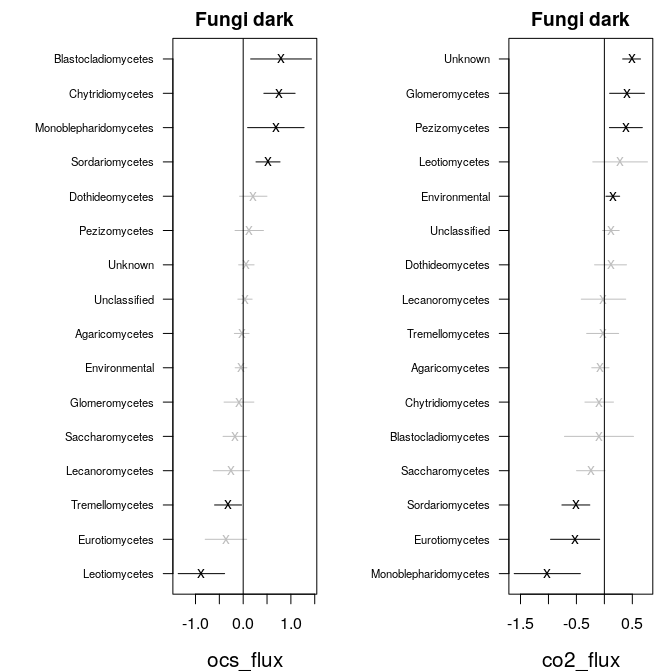 Fungi dark
Blastocladiomycetes
Chytridiomycetes
Monoblepharidomycetes
Sordariomycetes
Dothideomycetes
Pezizomycetes
Unknown
Unclassified
Agaricomycetes
Environmental
Glomeromycetes
Saccharomycetes
Lecanoromycetes
Tremellomycetes
Eurotiomycetes
Leotiomycetes
-1.0 0.0 1.0
ocs_flux
Fungi dark
Unknown
Glomeromycetes
Pezizomycetes
Leotiomycetes
Environmental
Unclassified
Dothideomycetes
Lecanoromycetes
Tremellomycetes
Agaricomycetes
Chytridiomycetes
Blastocladiomycetes
Saccharomycetes
Sordariomycetes
Eurotiomycetes
Monoblepharidomycetes
-1.5 -0.5 0.5
co2_flux